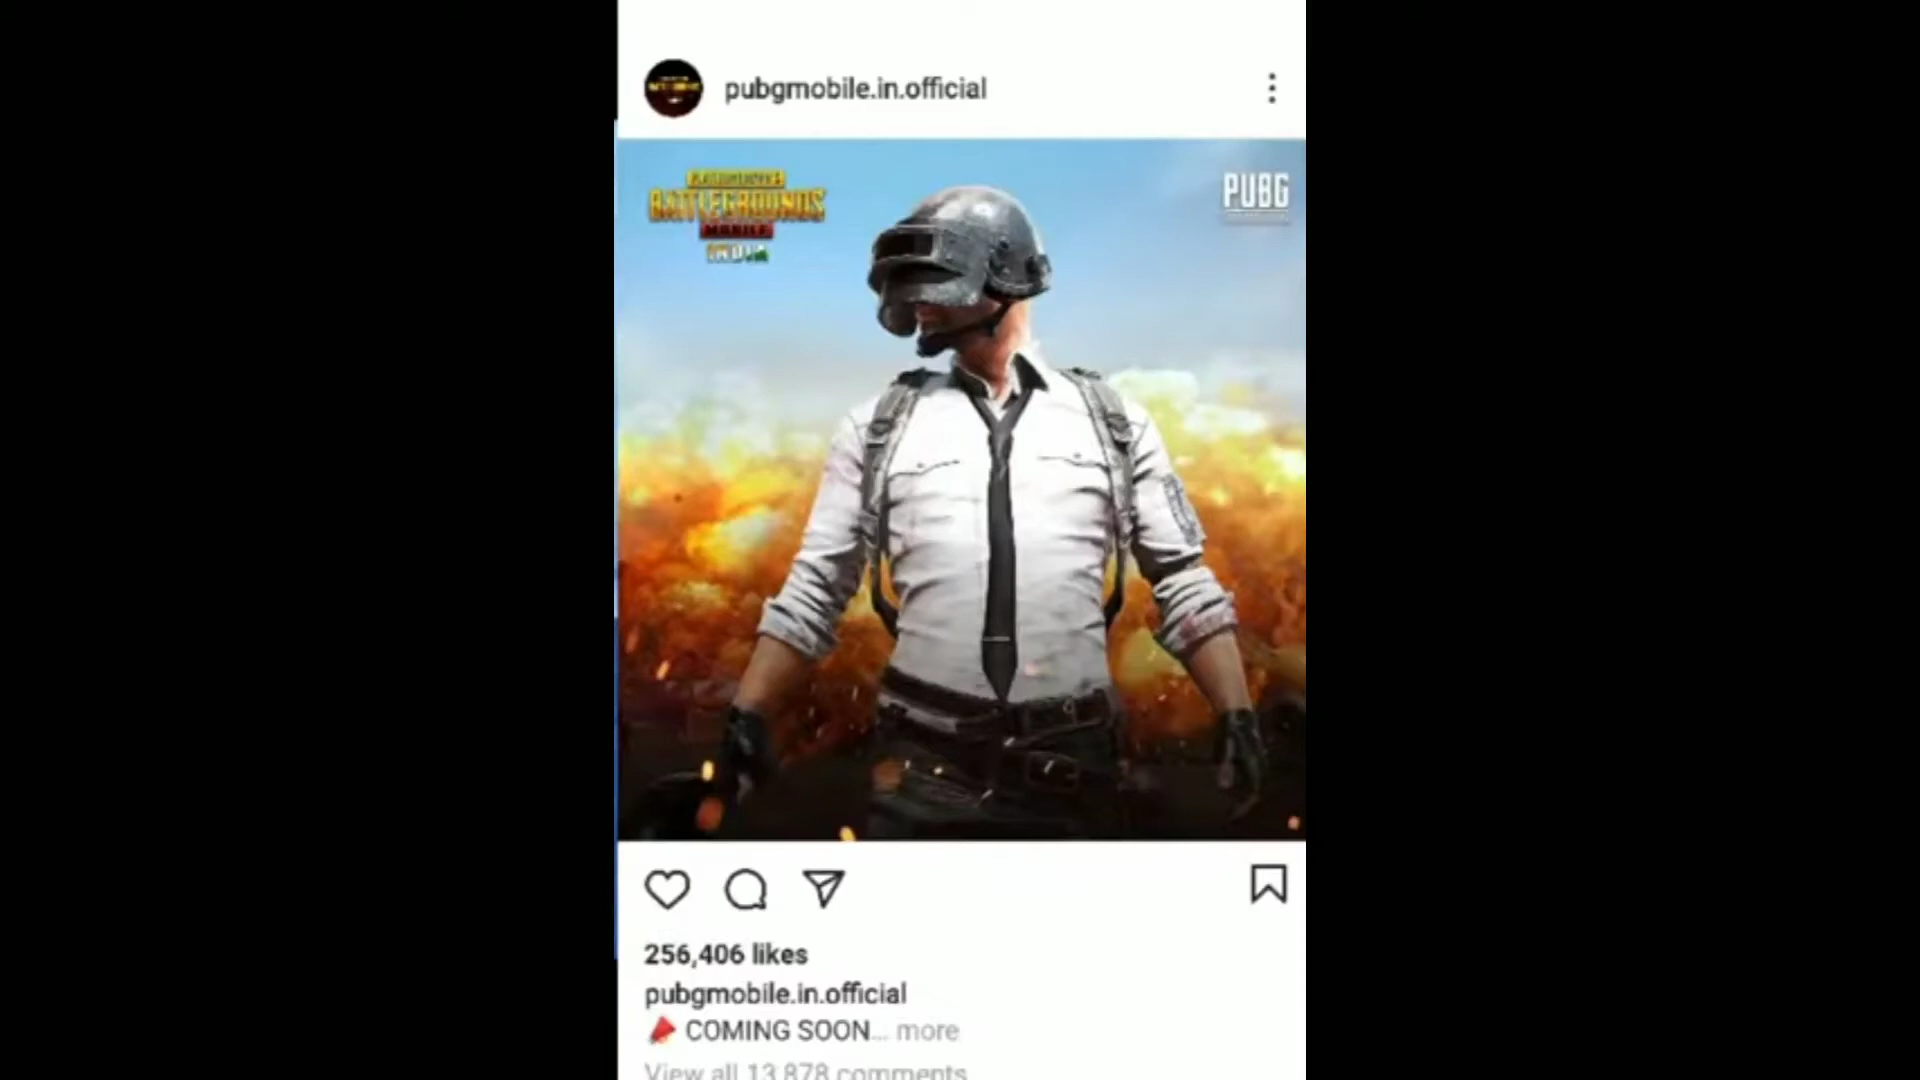 pubgmobile.in.official
BATTLEGROUNDS
MOBILE
INDIA
PUBG
256,406 likes
pubgmobile.in.official
COMING SOON... more
View all 13,878 comments